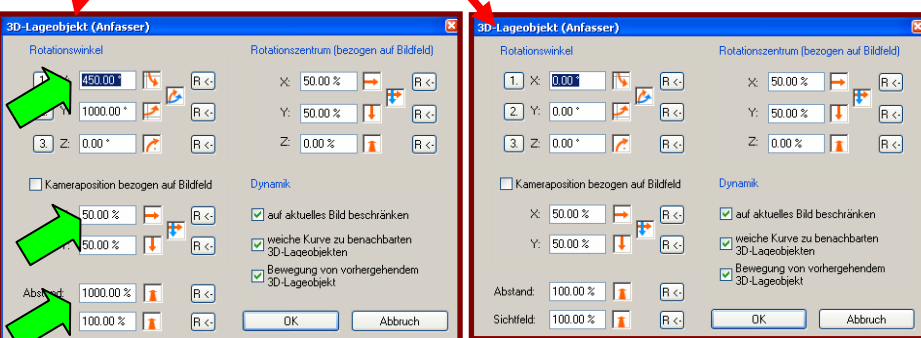 3D-Lageobjekt (Anfasser)
Rotationswinkel
Rotationszentrum (bezogen auf Bildfeld)
450.00 ° R <- X: 50.00 % R <-
Y: 1000.00 ° R <- Y: 50.00 % R <-
3. Z: 0.00 ° R <- Z: 0.00 % R <-
Kameraposition bezogen auf Bildfeld
Dynamik
50.00 % R <- auf aktuelles Bild beschränken
Y: 50.00 % R <- weiche Kurve zu benachbarten
3D-Lageobjekten
Bewegung von vorhergehendem
3D-Lageobjekt
Abstand: 1000.00 % R <-
100.00 % R <- OK Abbruch
3D-Lageobjekt (Anfasser)
Rotationswinkel
Rotationszentrum (bezogen auf Bildfeld)
1. X: 0.00 ° R <- X: 50.00 % R <-
2. Y: 0.00 ° R <- Y: 50.00 % R <-
3. Z: 0.00 ° R <- Z: 0.00 % R <-
Kameraposition bezogen auf Bildfeld
Dynamik
X: 50.00 % R <- auf aktuelles Bild beschränken
Y: 50.00 % R <- weiche Kurve zu benachbarten
3D-Lageobjekten
Bewegung von vorhergehendem
3D-Lageobjekt
Abstand: 100.00 % R <-
Sichtfeld: 100.00 % R <- OK Abbruch